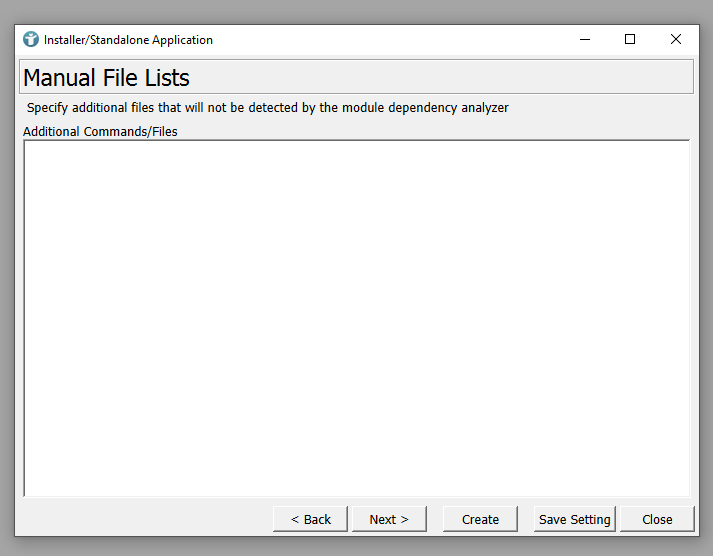 Installer/Standalone Application
Manual File Lists
Specify additional files that will not be detected by the module dependency analyzer
Additional Commands/Files
< Back Next > Create Save Setting Close